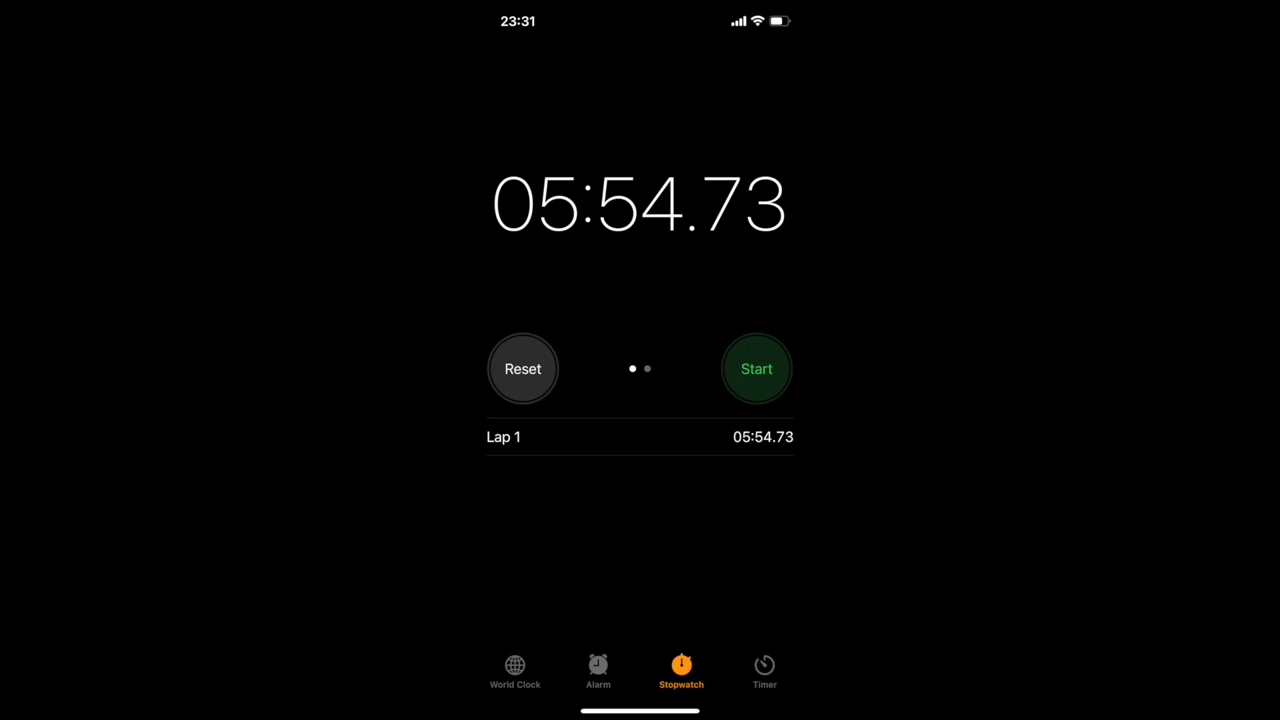 23:31
05:54.73
Reset
Start
Lap 1 05:54.73
World Clock Alarm Stopwatch Timer